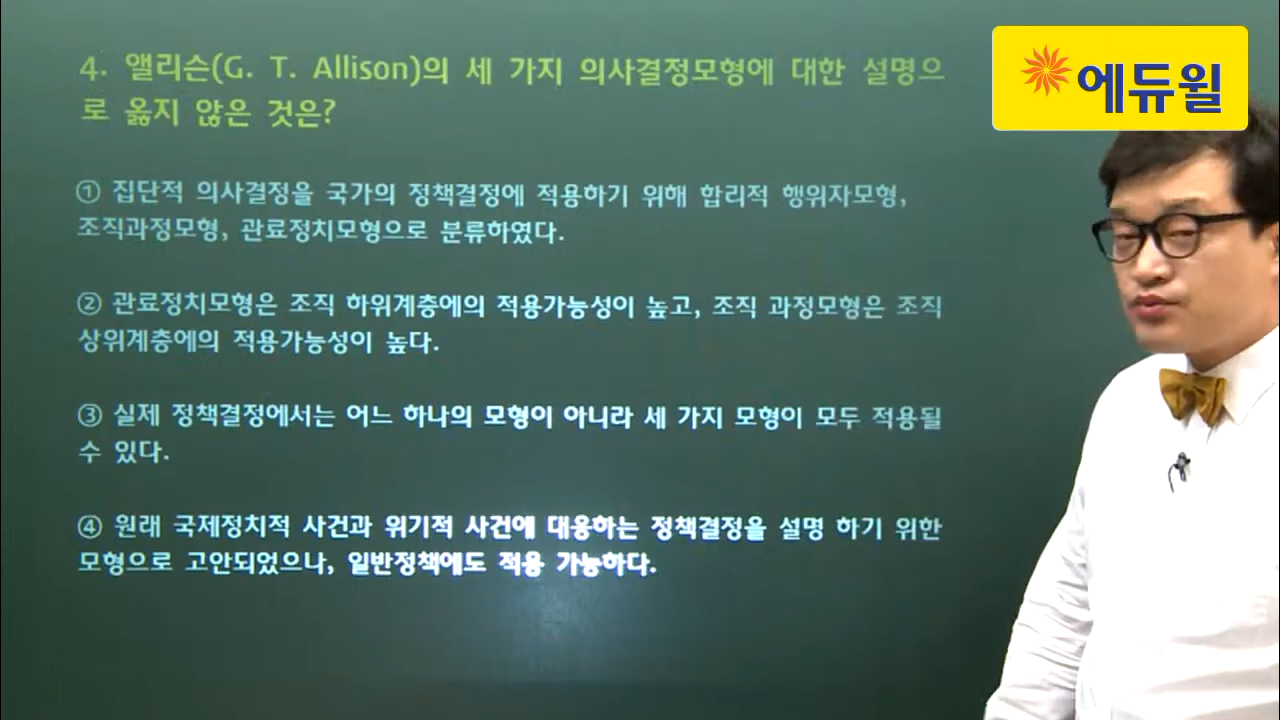 에듀윌
4. 앨리슨(G. T. Allison)의 세 가지 의사결정모형에 대한 설명으
로 옳지 않은 것은?
① 집단적 의사결정을 국가의 정책결정에 적용하기 위해 합리적 행위자모형,
조직과정모형, 관료정치모형으로 분류하였다.
② 관료정치모형은 조직 하위계층에의 적용가능성이 높고, 조직 과정모형은 조직
상위계층에의 적용가능성이 높다.
③ 실제 정책결정에서는 어느 하나의 모형이 아니라 세 가지 모형이 모두 적용될
수 있다.
④ 원래 국제정치적 사건과 위기적 사건에 대응하는 정책결정을 설명 하기 위한
모형으로 고안되었으나, 일반정책에도 적용 가능하다.